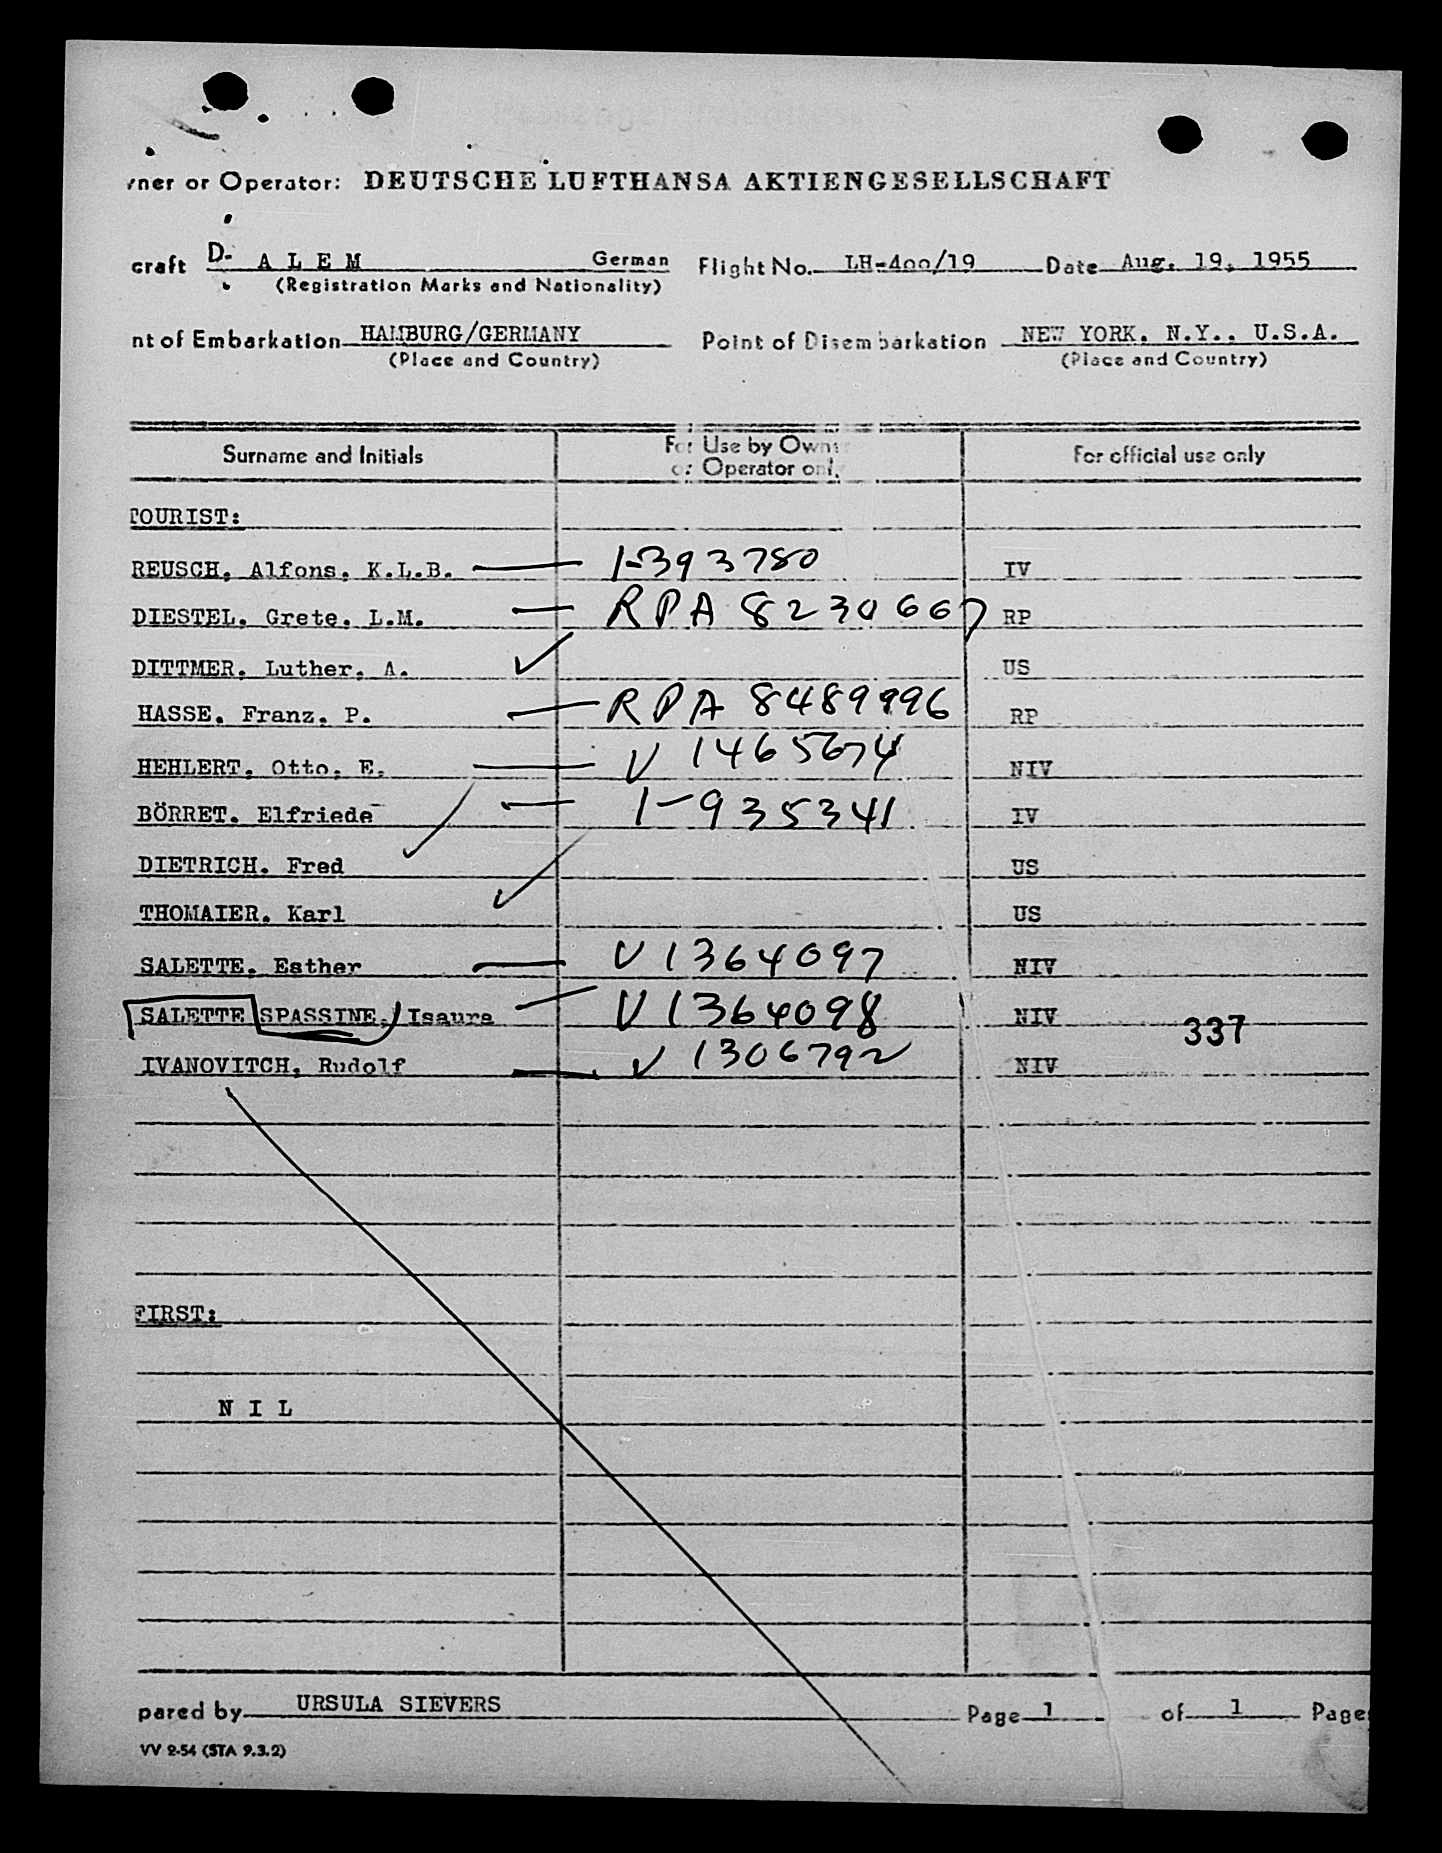 ner or Operator: DEUTSCHE LUFTHANSA AKTIENGESELLSCHAFT
craft D- A L E M German Flight No. LH-400/19 Date Aug. 19, 1955
(Registration Marks and Nationality)
nt of Embarkation HAMBURG/GERMANY Point of Disembarkation NEW YORK, N.Y., U.S.A.
(Place and Country) (Place and Country)
Surname and Initials For Use by Owner or Operator only For official use only
TOURIST:
REUSCH, Alfons, K.L.B. 1-393780 IV
DIESTEL, Grete, L.M. RPA 8230667 RP
DITTMER, Luther, A. US
HASSE, Franz, P. RPA 8489996 RP
HEHLERT, Otto, E. V 1465674 NIV
BÖRRET, Elfriede 1-935341 IV
DIETRICH, Fred US
THOMAIER, Karl US
SALETTE, Esther V 1364097 NIV
SALETTE SPASSINE, Isaura V 1364098 NIV
337
IVANOVITCH, Rudolf V 1306792 NIV
FIRST:
N I L
pared by URSULA SIEVERS Page 1 of 1 Page
VV 2-54 (STA 9.3.2)